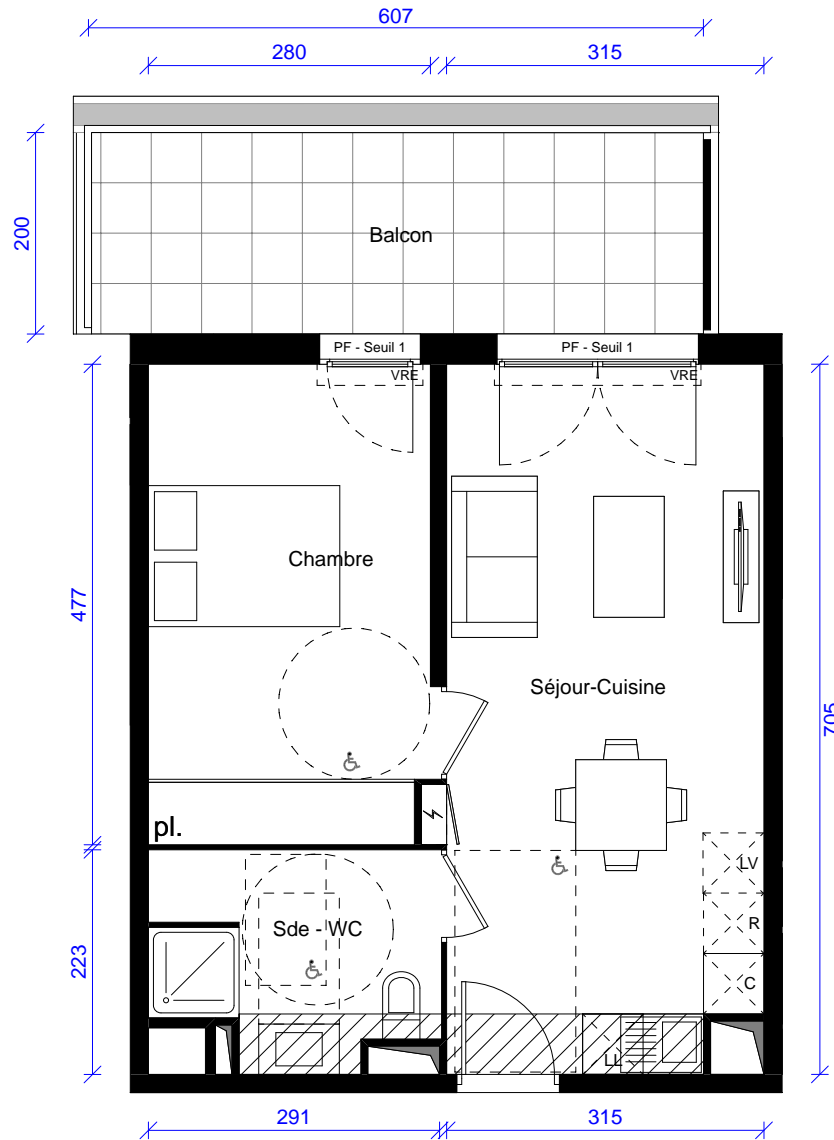 607
280
315
200
Balcon
PF - Seuil 1
PF - Seuil 1
VRE
VRE
477
Chambre
Séjour-Cuisine
705
pl.
LV
R
C
223
Sde - WC
LL
291
315